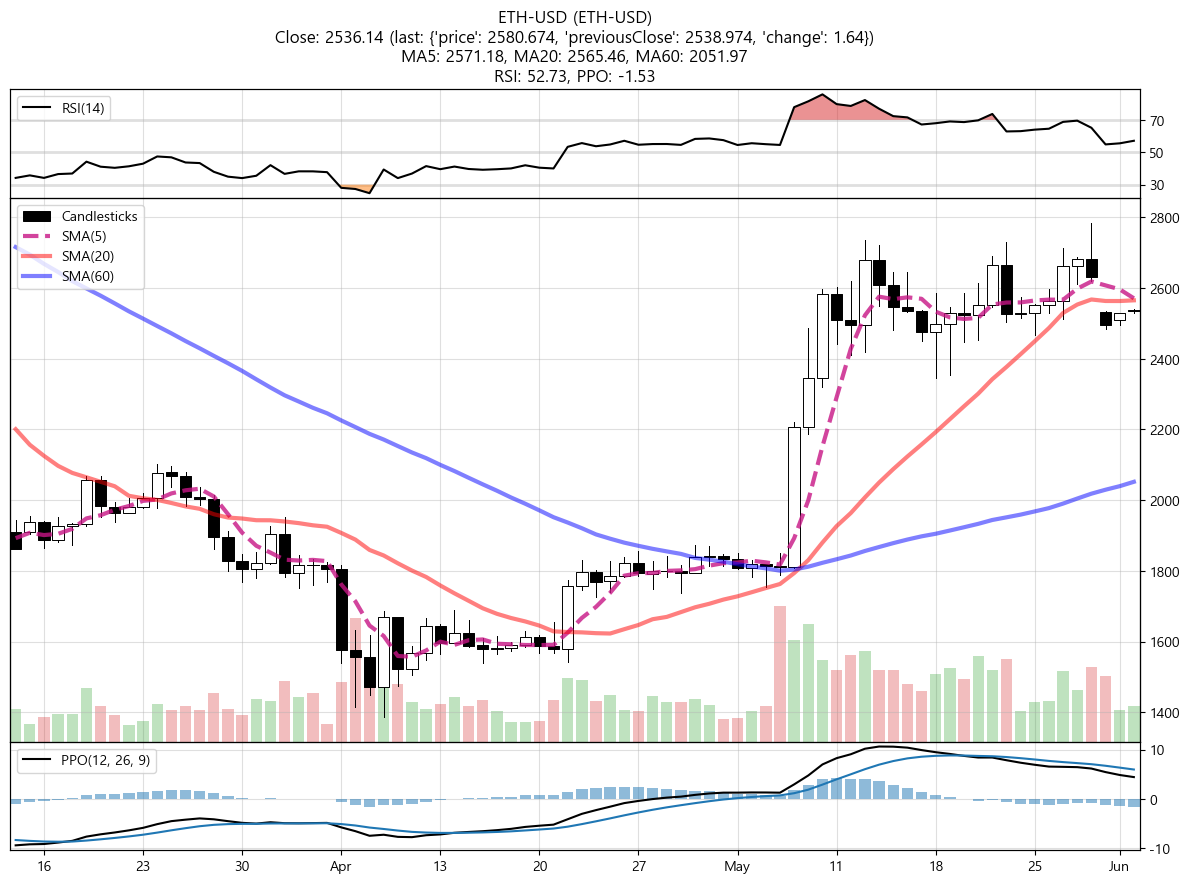 ETH-USD (ETH-USD)
Close: 2536.14 (last: {'price': 2580.674, 'previousClose': 2538.974, 'change': 1.64})
MA5: 2571.18, MA20: 2565.46, MA60: 2051.97
RSI: 52.73, PPO: -1.53
RSI(14)
70
50
30
Candlesticks
SMA(5)
SMA(20)
SMA(60)
2800
2600
2400
2200
2000
1800
1600
1400
PPO(12, 26, 9)
10
0
-10
16 23 30 Apr 13 20 27 May 11 18 25 Jun